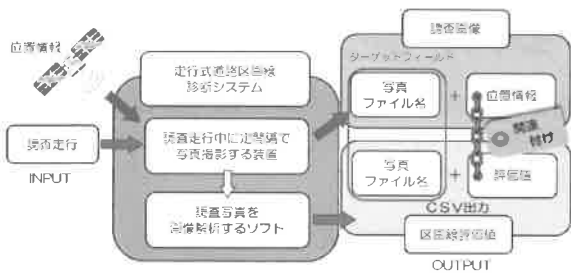 位置情報
調査走行
INPUT
走行式道路区画線
診断システム
調査走行中に定間隔で
写真撮影する装置
調査写真を
画像解析するソフト
調査画像
ターゲットフィールド
写真
ファイル名
+
位置情報
関連
付け
写真
ファイル名
+
評価値
CSV出力
区画線評価値
OUTPUT